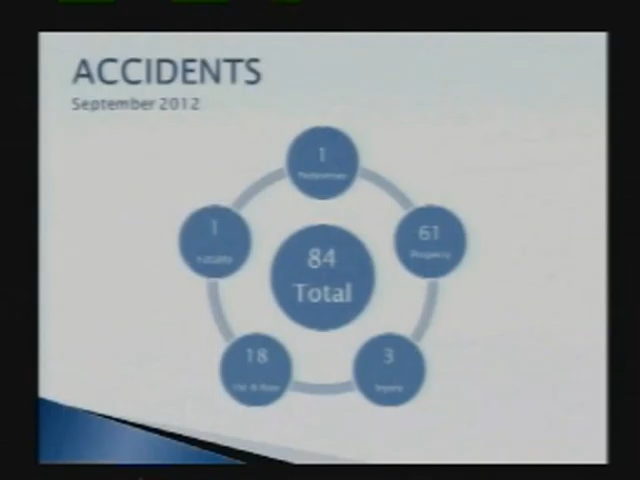 ACCIDENTS
September 2012
1
Pedestrian
61
Property
3
Injury
18
Hit & Run
1
Fatality
84
Total